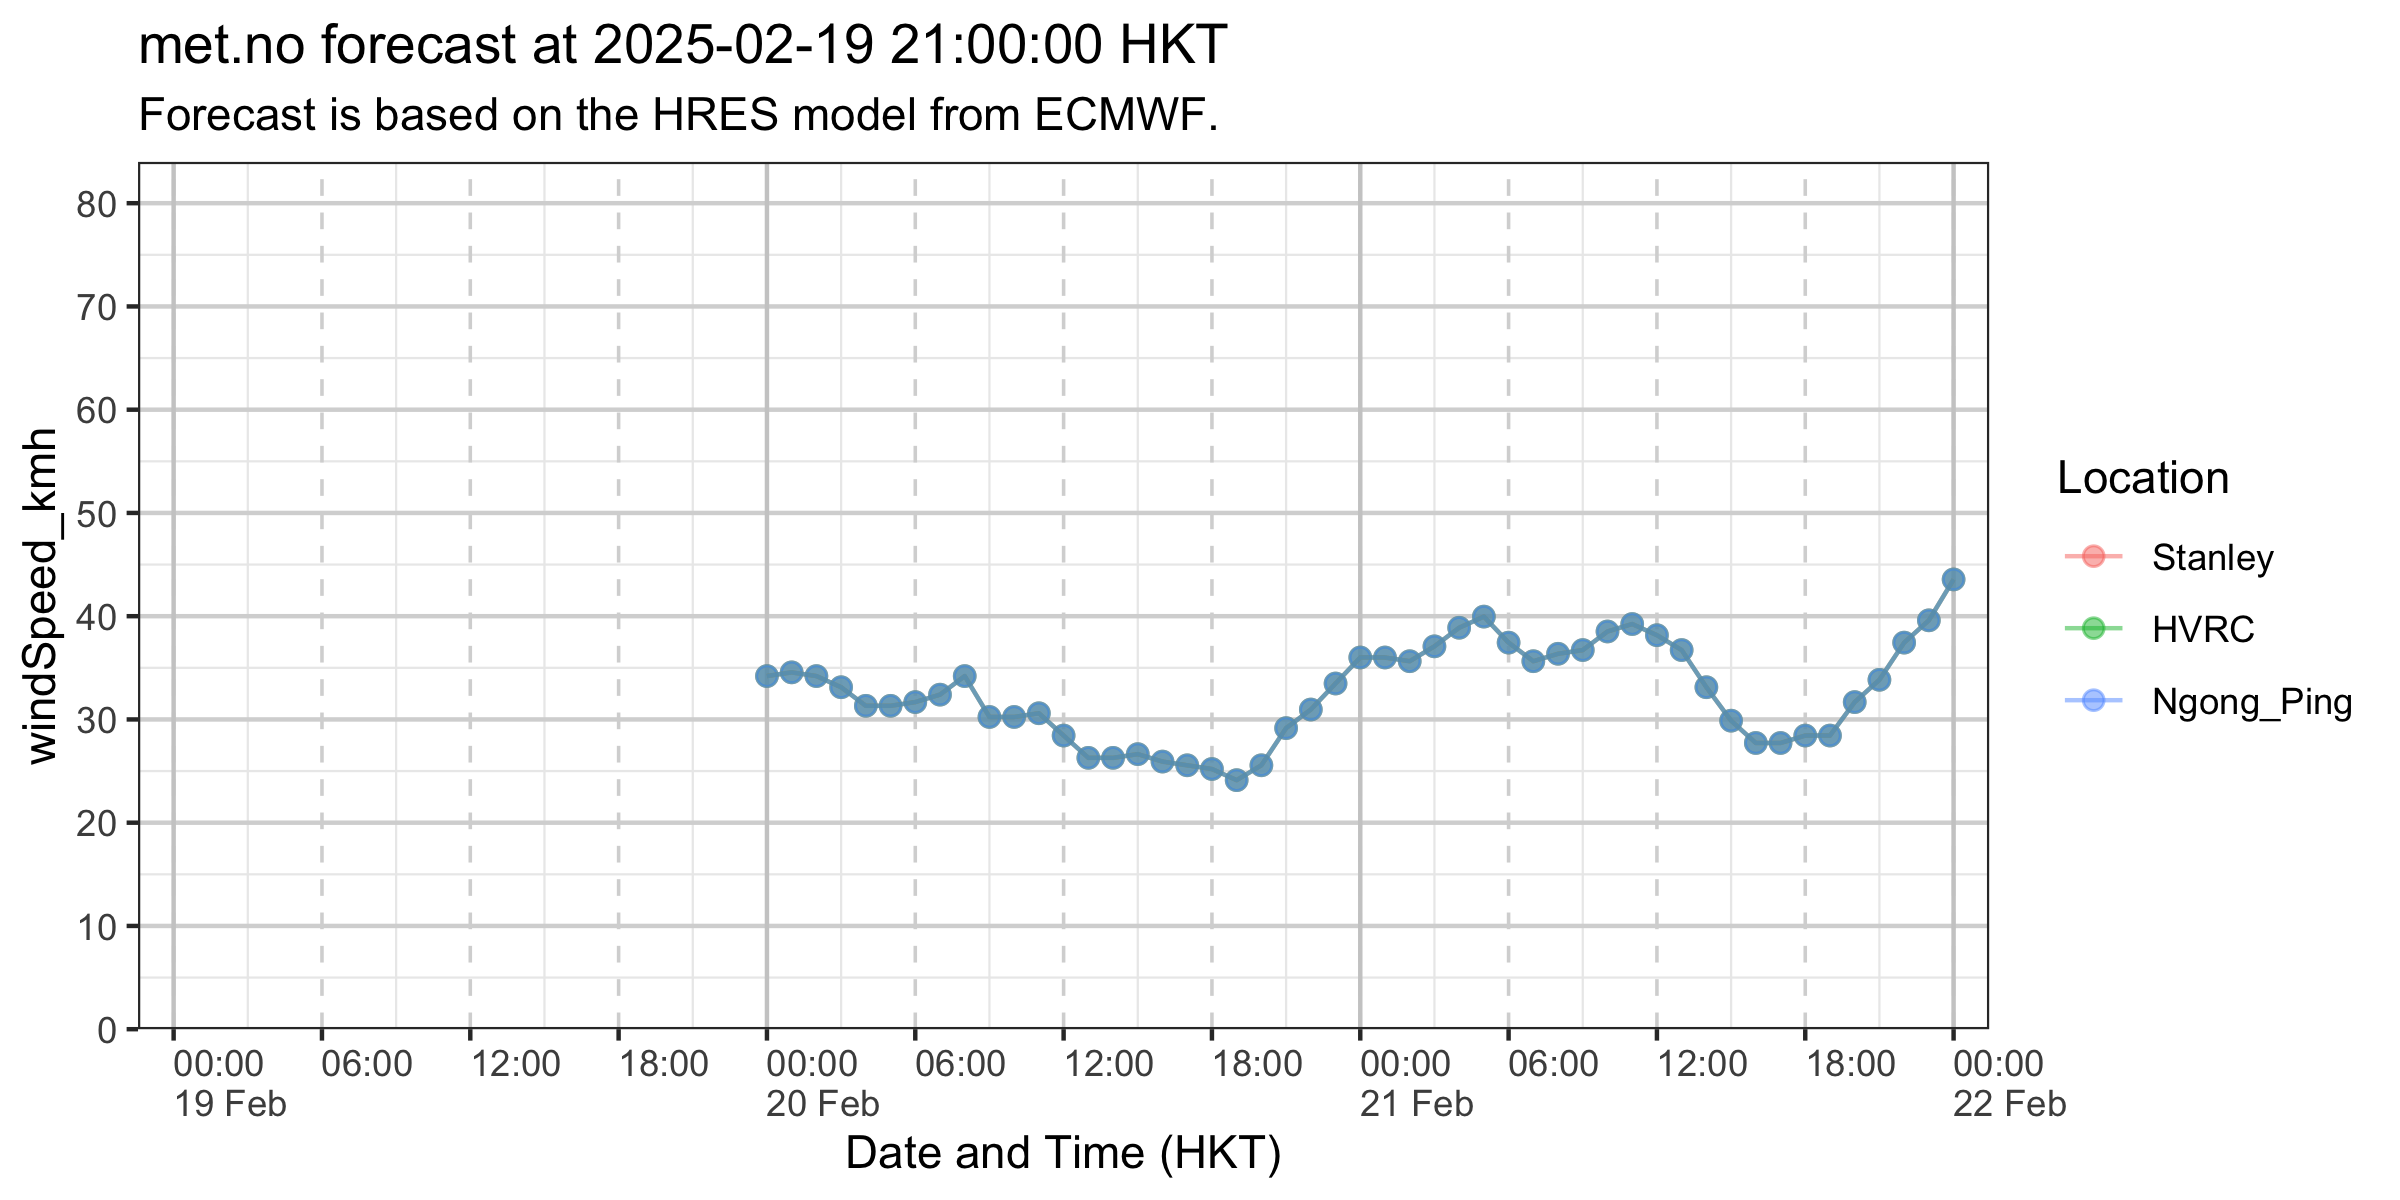 met.no forecast at 2025-02-19 21:00:00 HKT
Forecast is based on the HRES model from ECMWF.
windSpeed_kmh
80
70
60
50
40
30
20
10
0
00:00 06:00 12:00 18:00 00:00 06:00 12:00 18:00 00:00 06:00 12:00 18:00 00:00
19 Feb 20 Feb 21 Feb 22 Feb
Date and Time (HKT)
Location
Stanley
HVRC
Ngong_Ping